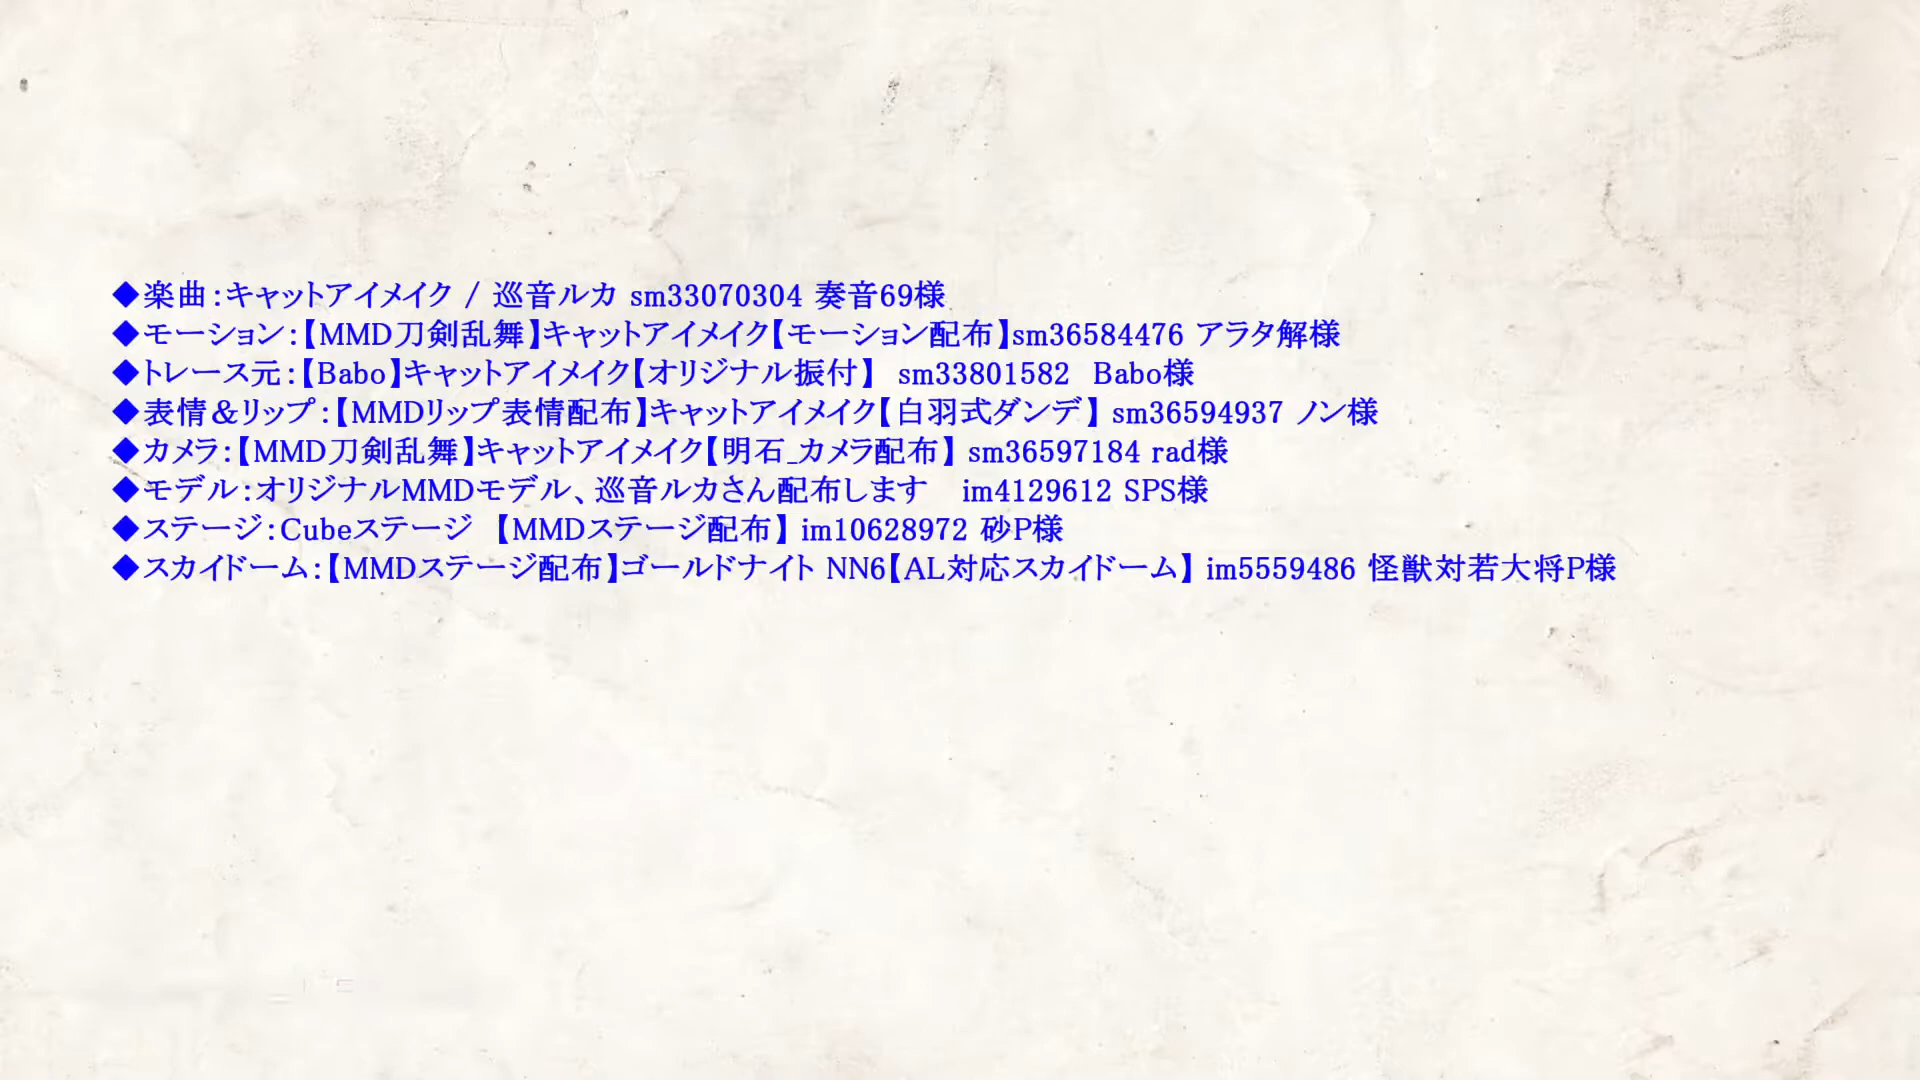 ◆楽曲:キャットアイメイク / 巡音ルカ sm33070304 奏音69様
◆モーション:【MMD刀剣乱舞】キャットアイメイク【モーション配布】sm36584476 アラタ解様
◆トレース元:【Babo】キャットアイメイク【オリジナル振付】 sm33801582 Babo様
◆表情&リップ:【MMDリップ表情配布】キャットアイメイク【白羽式ダンデ】 sm36594937 ノン様
◆カメラ:【MMD刀剣乱舞】キャットアイメイク【明石_カメラ配布】 sm36597184 rad様
◆モデル:オリジナルMMDモデル、巡音ルカさん配布します im4129612 SPS様
◆ステージ:Cubeステージ 【MMDステージ配布】 im10628972 砂P様
◆スカイドーム:【MMDステージ配布】ゴールドナイト NN6【AL対応スカイドーム】 im5559486 怪獣対若大将P様